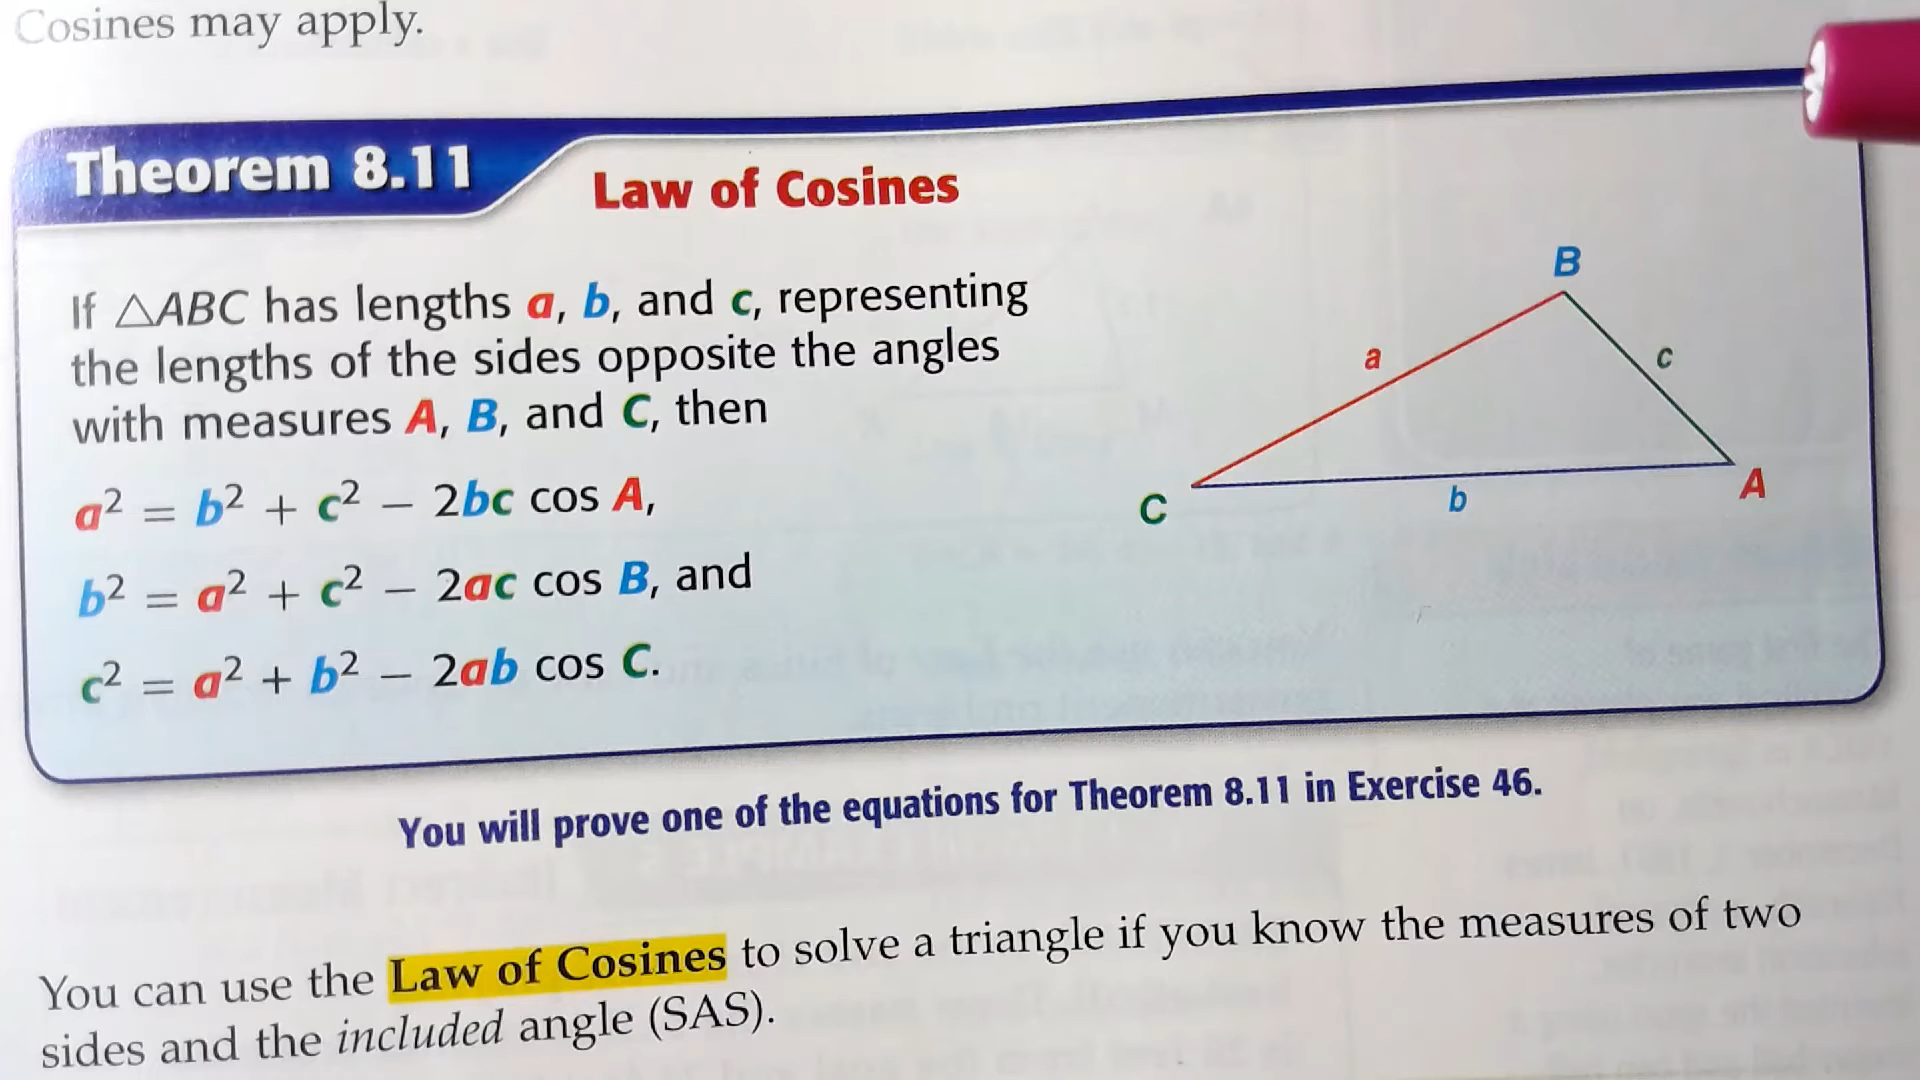 Cosines may apply.
Theorem 8.11
Law of Cosines
If △ABC has lengths a, b, and c, representing
the lengths of the sides opposite the angles
with measures A, B, and C, then
a² = b² + c² − 2bc cos A,
b² = a² + c² − 2ac cos B, and
c² = a² + b² − 2ab cos C.
B
a
c
C
b
A
You will prove one of the equations for Theorem 8.11 in Exercise 46.
You can use the Law of Cosines to solve a triangle if you know the measures of two
sides and the included angle (SAS).